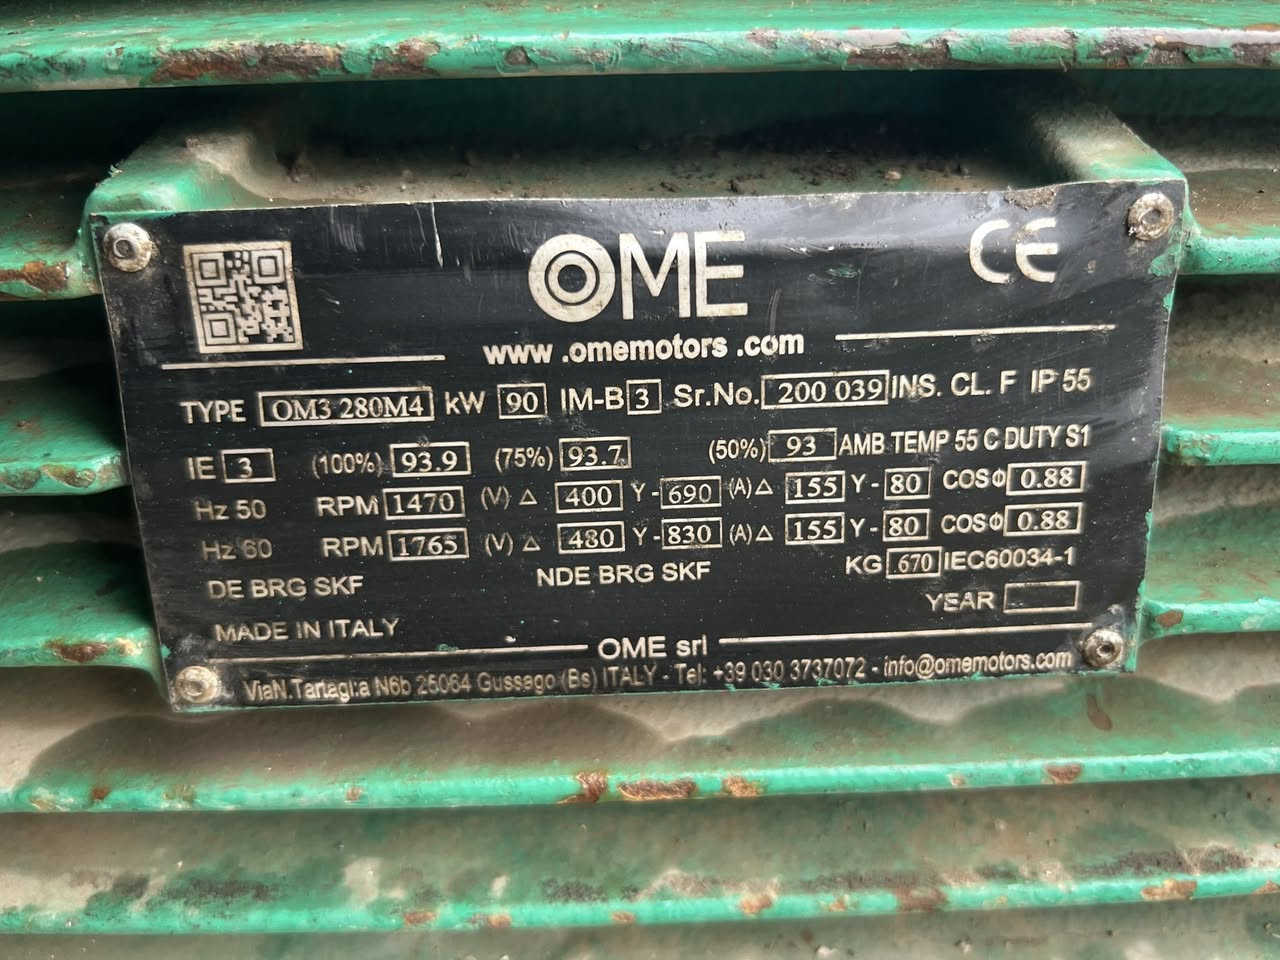 OME
CE
www .omemotors .com
TYPE OM3 280M4 kW 90 IM-B 3 Sr.No. 200 039 INS. CL. F IP 55
IE 3 (100%) 93.9 (75%) 93.7 (50%) 93 AMB TEMP 55 C DUTY S1
Hz 50 RPM 1470 (V) Δ 400 Y - 690 (A) Δ 155 Y - 80 COSΦ 0.88
Hz 60 RPM 1765 (V) Δ 480 Y - 830 (A) Δ 155 Y - 80 COSΦ 0.88
DE BRG SKF NDE BRG SKF KG .670 IEC60034-1
YEAR
MADE IN ITALY
OME srl
ViaN.Tartaglia N6b 25064 Gussago (Bs) ITALY - Tel: +39 030 3737072 - info@omemotors.com